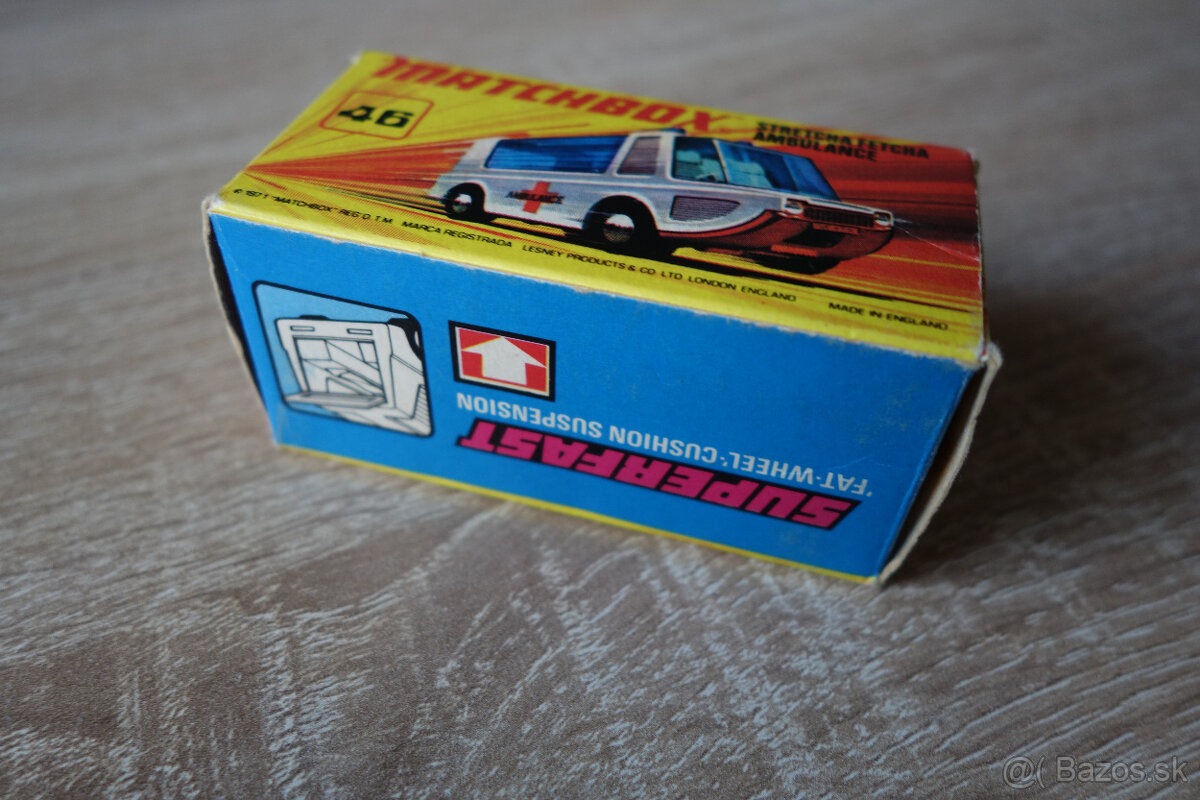 MATCHBOX
46
STRETCHA FETCHA
AMBULANCE
AMBULANCE
© 1971 "MATCHBOX" REG'D. T.M. MARCA REGISTRADA LESNEY PRODUCTS & CO. LTD. LONDON ENGLAND MADE IN ENGLAND
SUPERFAST
'FAT-WHEEL', CUSHION SUSPENSION
@( Bazos.sk